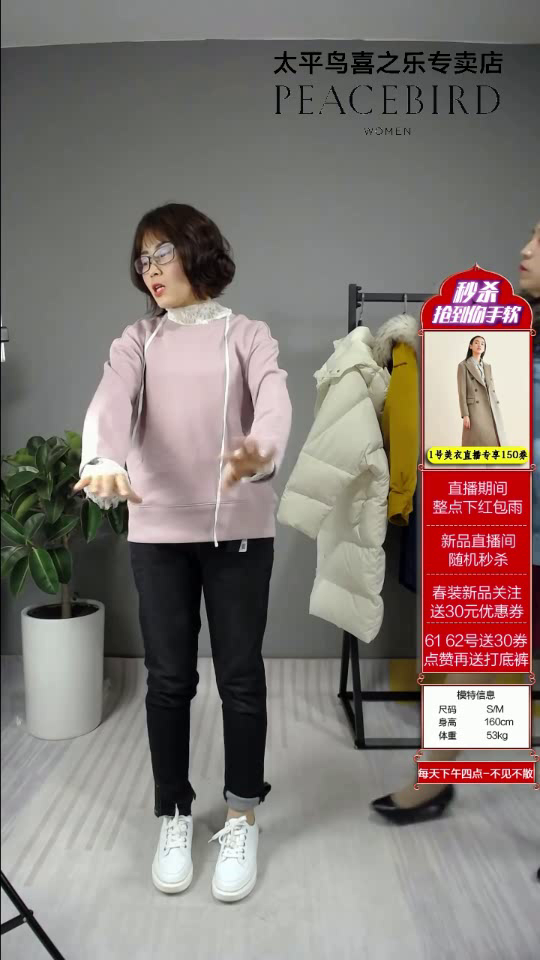 太平鸟喜之乐专卖店
PEACEBIRD
WOMEN
秒杀
抢到你手软
1号美衣直播专享150券
直播期间
整点下红包雨
新品直播间
随机秒杀
春装新品关注
送30元优惠券
61 62号送30券
点赞再送打底裤
模特信息
尺码 S/M
身高 160cm
体重 53kg
每天下午四点-不见不散